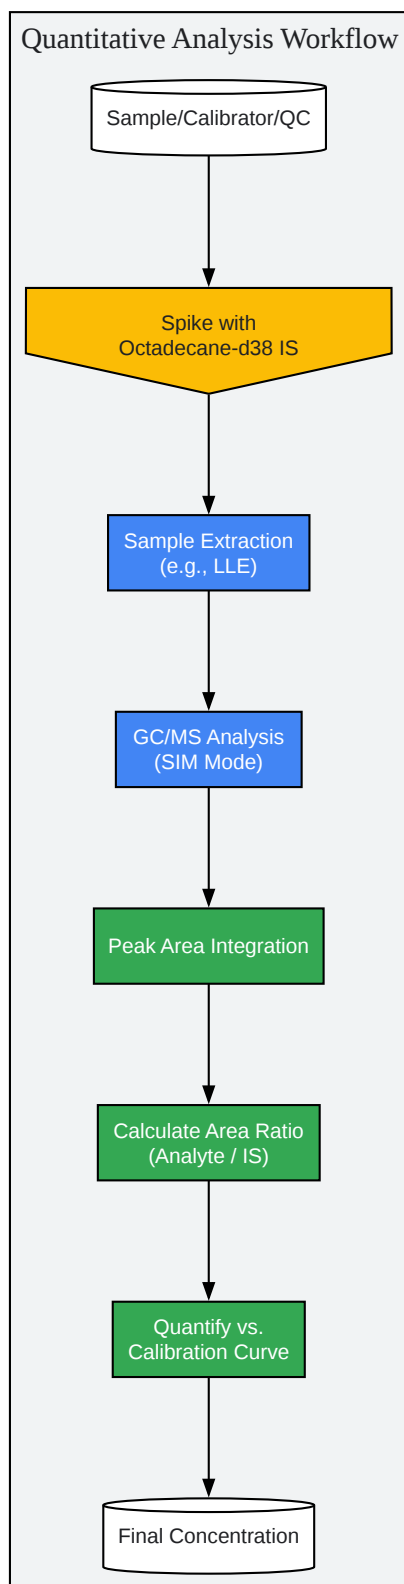 Quantitative Analysis Workflow
Sample/Calibrator/QC
Spike with
Octadecane-d38 IS
Sample Extraction
(e.g., LLE)
GC/MS Analysis
(SIM Mode)
Peak Area Integration
Calculate Area Ratio
(Analyte / IS)
Quantify vs.
Calibration Curve
Final Concentration